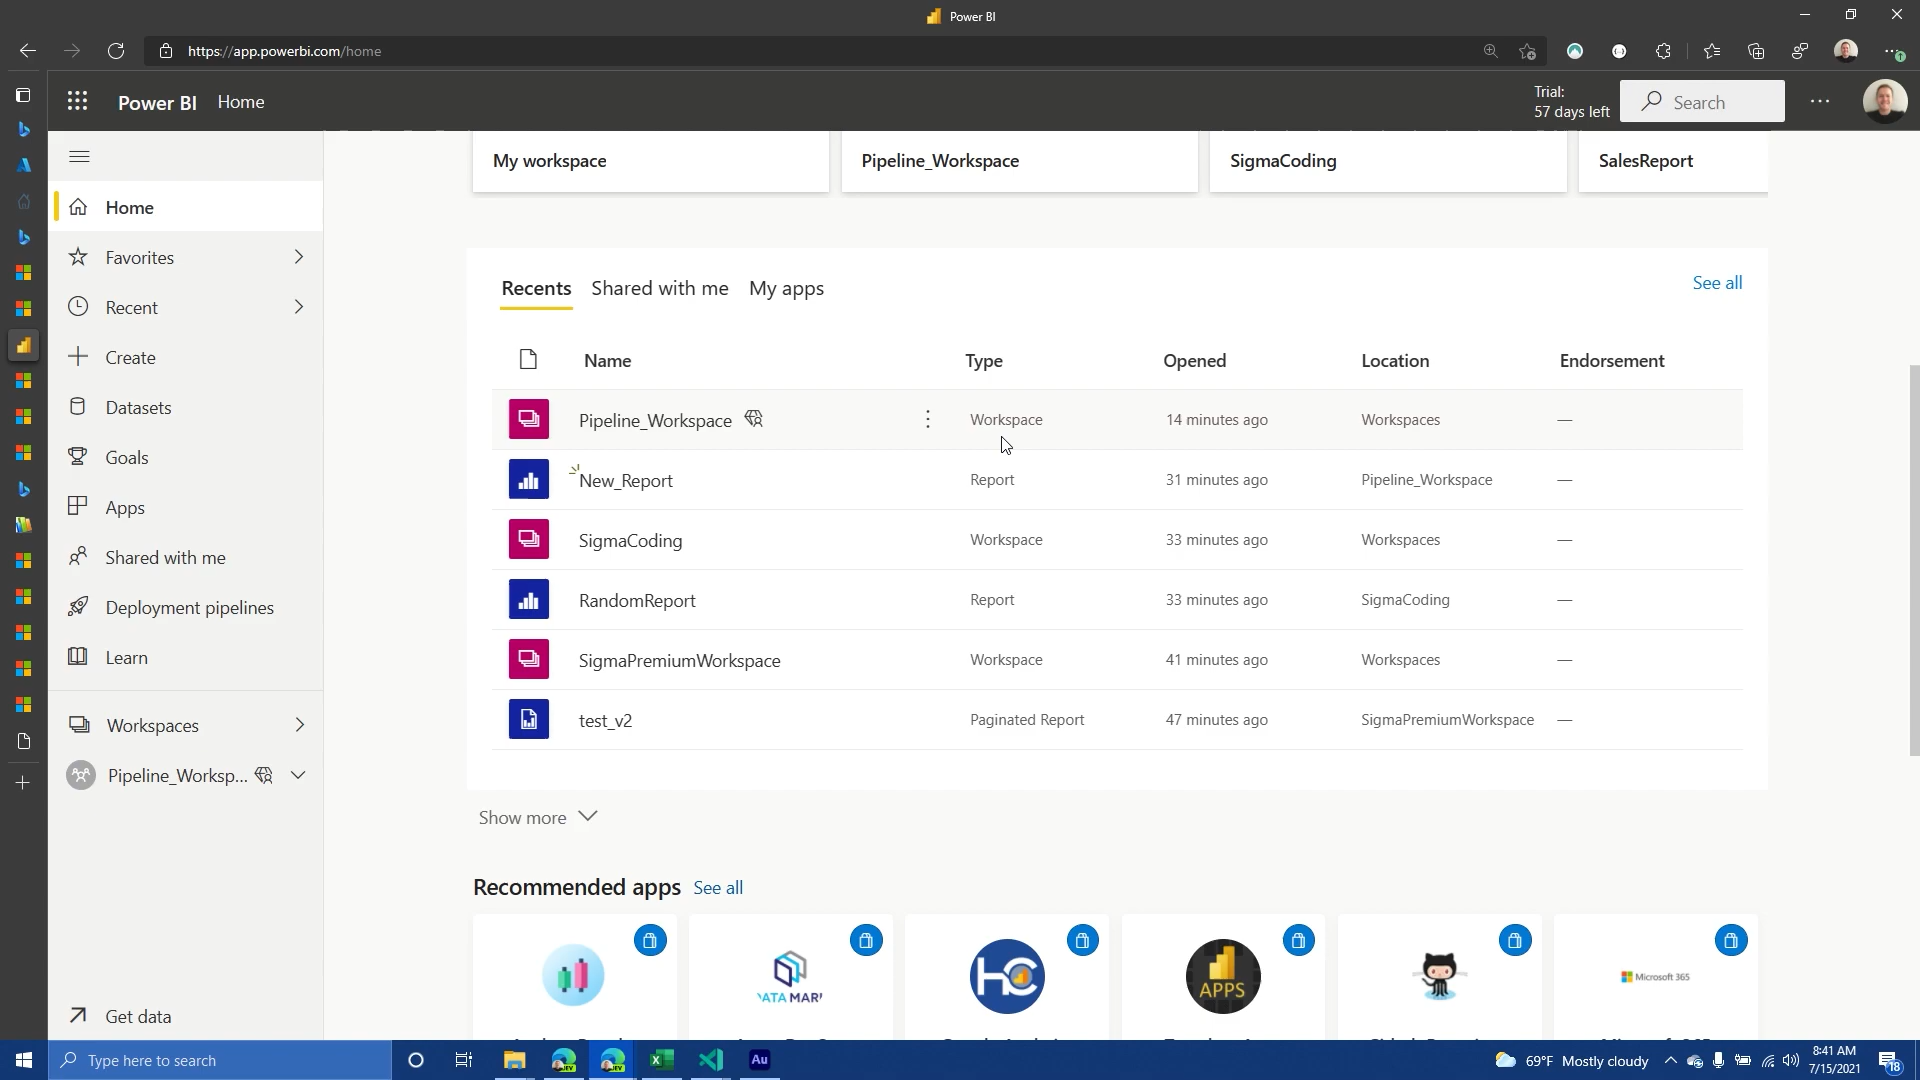 Power BI
https://app.powerbi.com/home
Power BI Home
Trial:
57 days left
Search
My workspace
Pipeline_Workspace
SigmaCoding
SalesReport
Home
Favorites
Recent
Create
Datasets
Goals
Apps
Shared with me
Deployment pipelines
Learn
Workspaces
Pipeline_Worksp...
Get data
Recents Shared with me My apps
See all
Name Type Opened Location Endorsement
Pipeline_Workspace Workspace 14 minutes ago Workspaces —
New_Report Report 31 minutes ago Pipeline_Workspace —
SigmaCoding Workspace 33 minutes ago Workspaces —
RandomReport Report 33 minutes ago SigmaCoding —
SigmaPremiumWorkspace Workspace 41 minutes ago Workspaces —
test_v2 Paginated Report 47 minutes ago SigmaPremiumWorkspace —
Show more
Recommended apps See all
ATA MAR
HC
APPS
Microsoft 365
Type here to search
Au
69°F Mostly cloudy
8:41 AM
7/15/2021
18